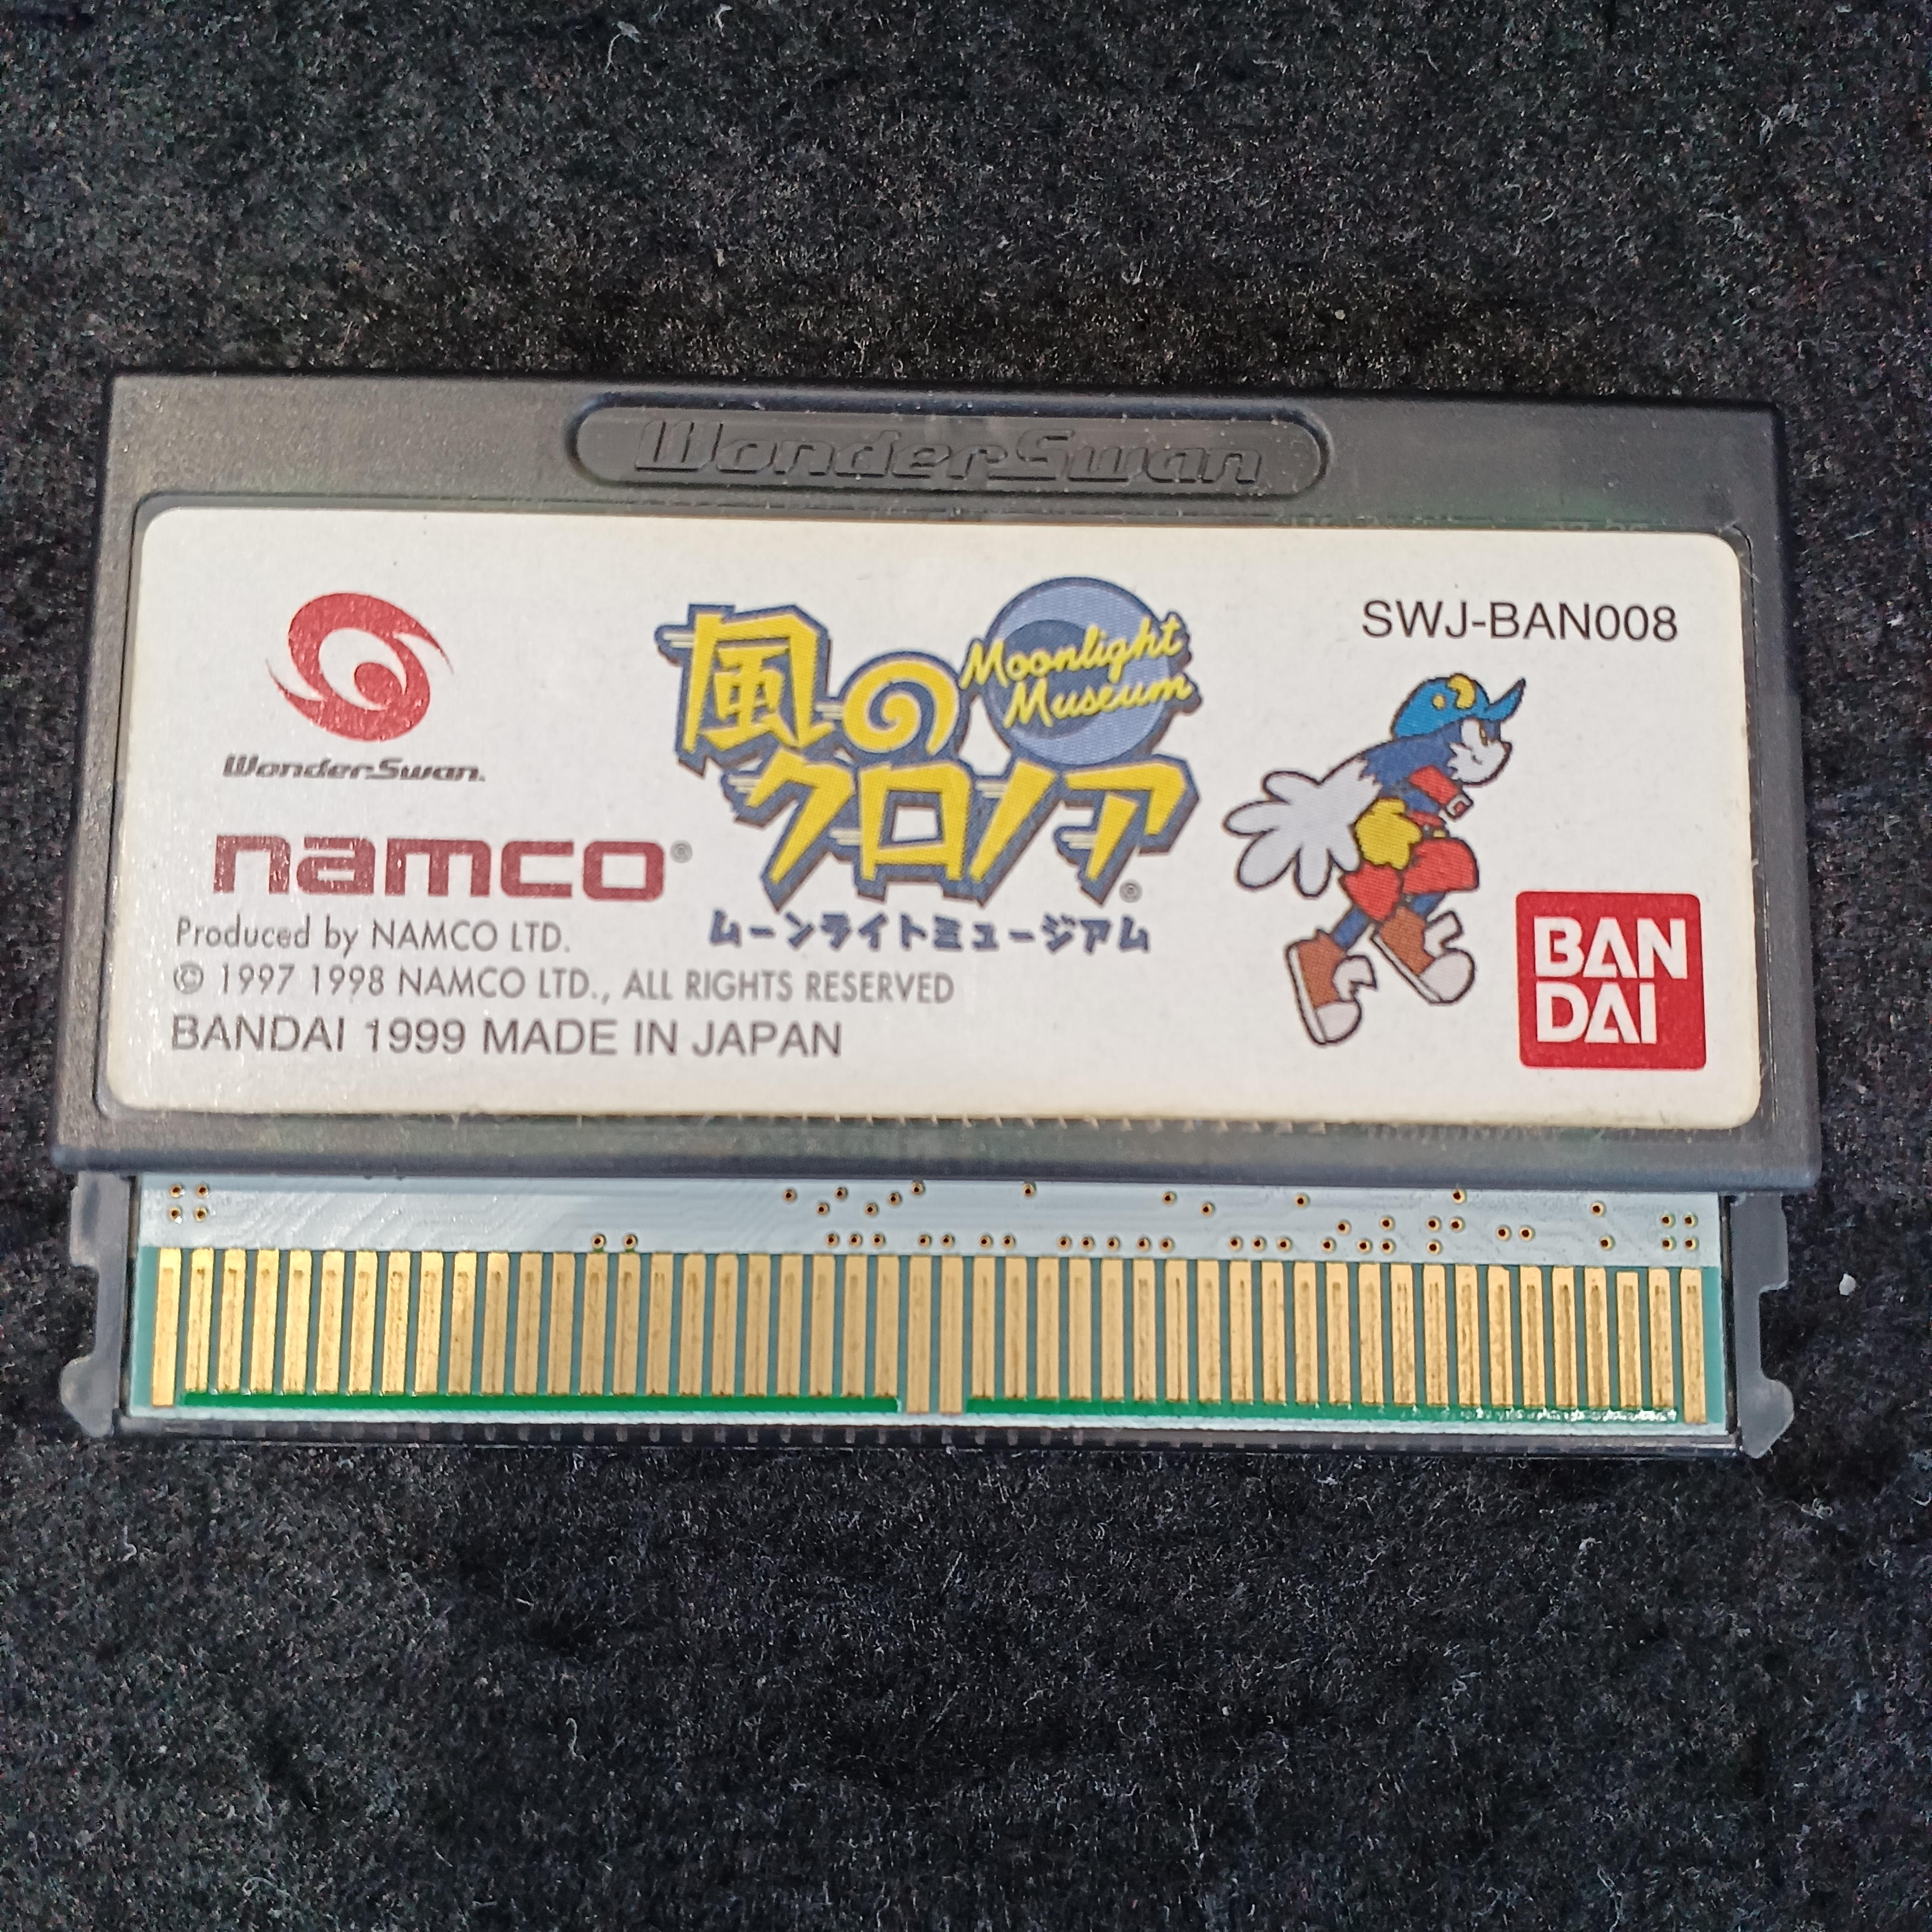 WonderSwan
SWJ-BAN008
WonderSwan
風のクロノア
Moonlight
Museum
ムーンライトミュージアム
namco®
Produced by NAMCO LTD.
© 1997 1998 NAMCO LTD., ALL RIGHTS RESERVED
BANDAI 1999 MADE IN JAPAN
BAN
DAI